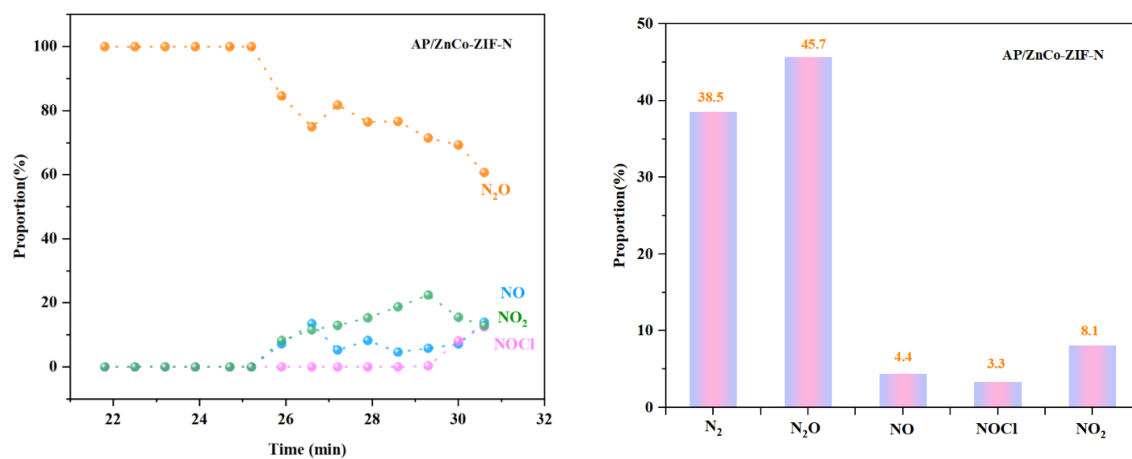 AP/ZnCo-ZIF-N
100
80
60
40
20
0
N₂O
NO
NO₂
NOCl
22
24
26
28
30
32
Time (min)
Proportion(%)
AP/ZnCo-ZIF-N
50
40
30
20
10
0
38.5
45.7
4.4
3.3
8.1
N₂
N₂O
NO
NOCl
NO₂
Proportion(%)